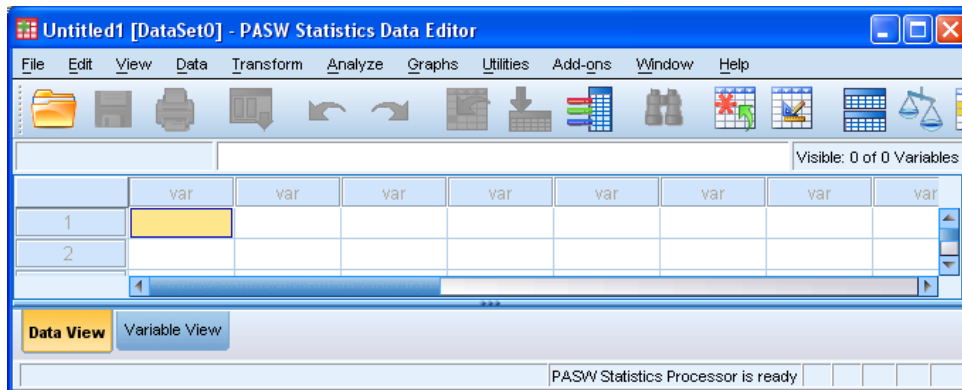 Untitled1 [DataSet0] - PASW Statistics Data Editor
File Edit View Data Transform Analyze Graphs Utilities Add-ons Window Help
Visible: 0 of 0 Variables
var var var var var var var var
1
2
Data View Variable View
PASW Statistics Processor is ready